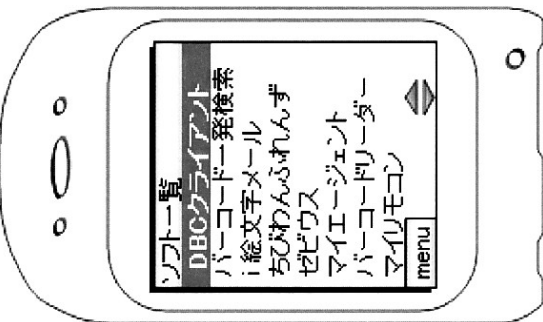 ソフト一覧
DBCクライアント
バーコード一発検索
i絵文字メール
ちびわんふれんず
ゼビウス
マイエージェント
バーコードリーダー
マイリモコン
menu